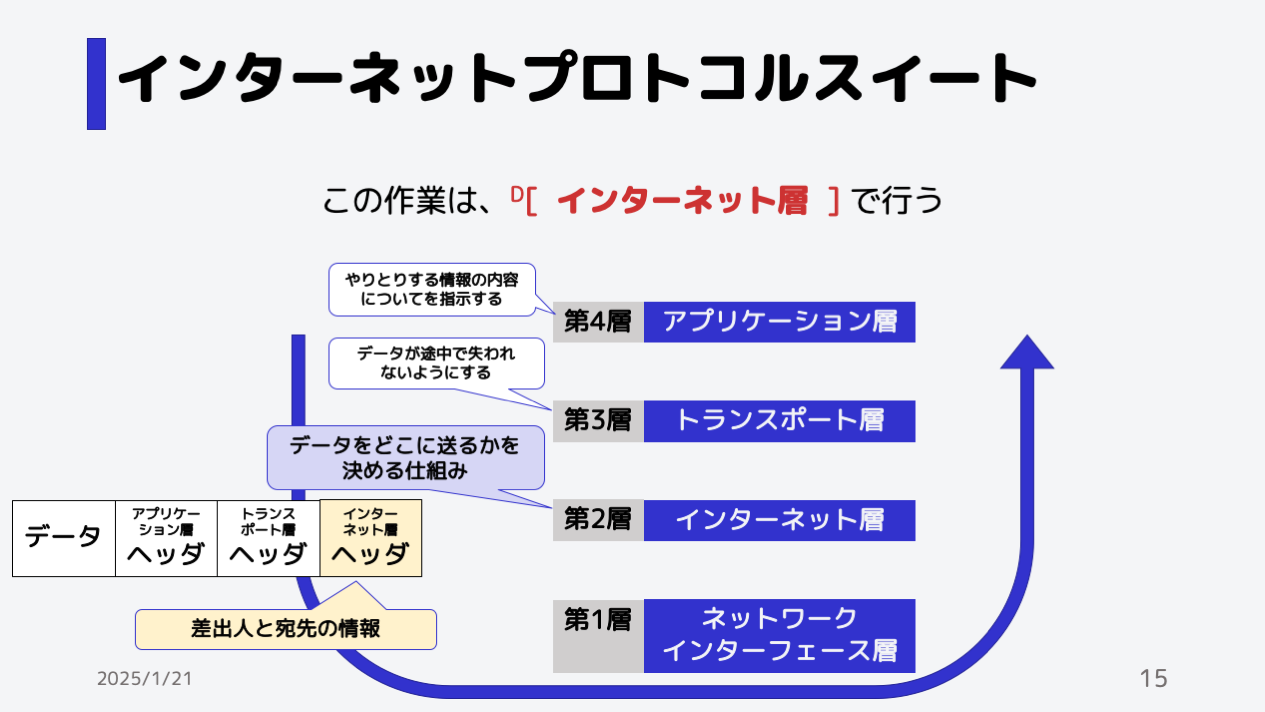 インターネットプロトコルスイート
この作業は、D[ インターネット層 ] で行う
やりとりする情報の内容
についてを指示する
第4層 アプリケーション層
データが途中で失われ
ないようにする
第3層 トランスポート層
データをどこに送るかを
決める仕組み
第2層 インターネット層
データ
アプリケー
ション層
ヘッダ
トランス
ポート層
ヘッダ
インター
ネット層
ヘッダ
差出人と宛先の情報
第1層 ネットワーク
インターフェース層
2025/1/21
15